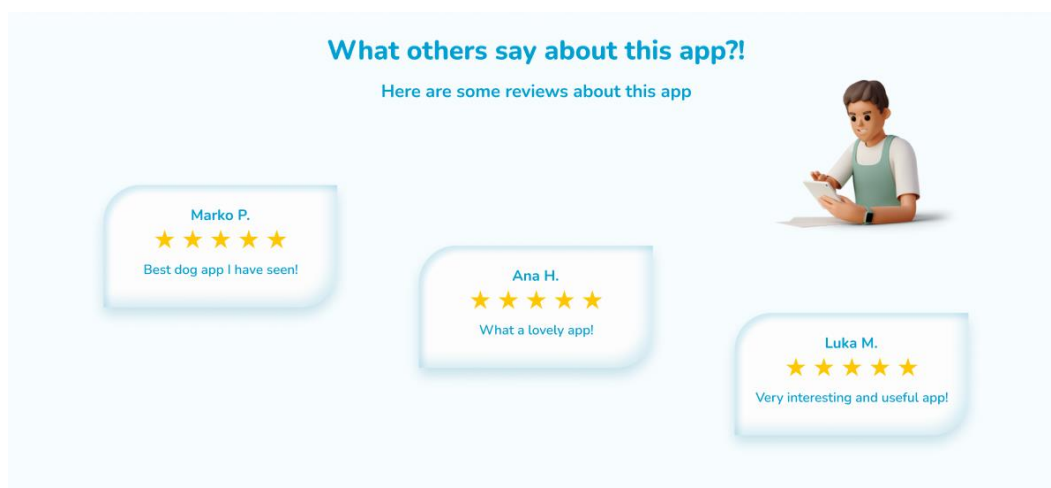 What others say about this app?!
Here are some reviews about this app
Marko P.
Best dog app I have seen!
Ana H.
What a lovely app!
Luka M.
Very interesting and useful app!